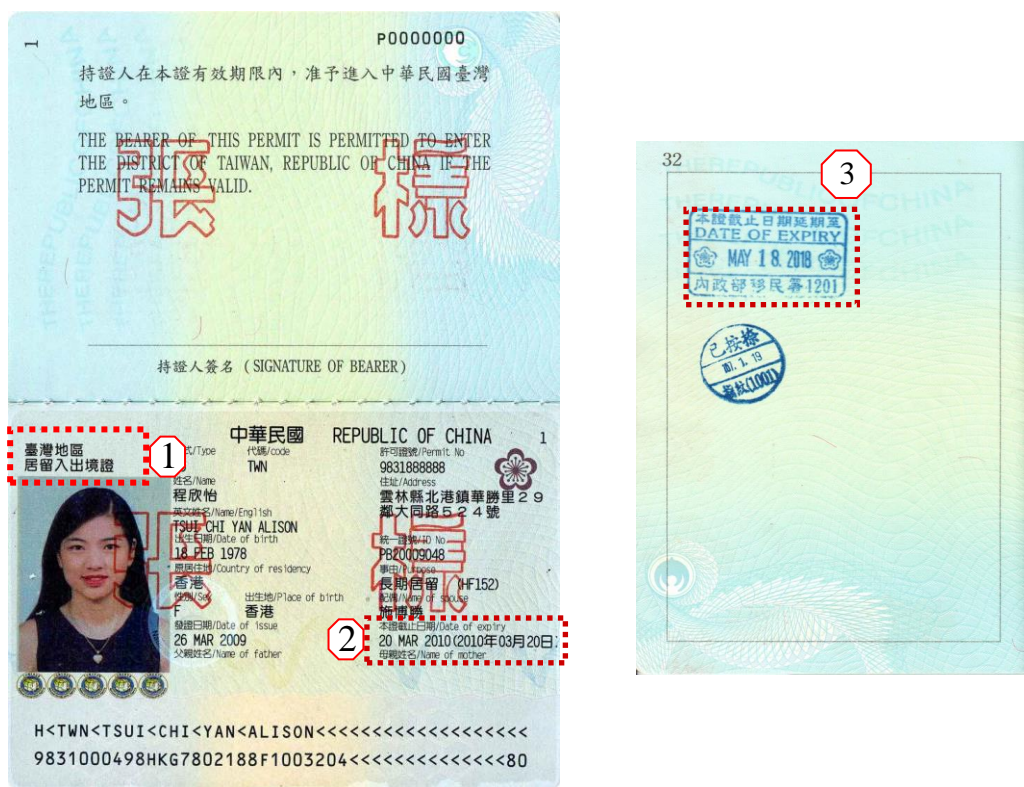 1
P0000000
持證人在本證有效期限內，准予進入中華民國臺灣
地區。
THE BEARER OF THIS PERMIT IS PERMITTED TO ENTER
THE DISTRICT OF TAIWAN, REPUBLIC OF CHINA IF THE
PERMIT REMAINS VALID.
張 樣
持證人簽名 (SIGNATURE OF BEARER)
臺灣地區
居留入出境證
1
中華民國 REPUBLIC OF CHINA 1
/Type 代碼/code 許可證號/Permit No
TWN 9831888888
姓名/Name 住址/Address
程欣怡 雲林縣北港鎮華勝里29
英文姓名/Name/English 鄰大同路524號
TSUI CHI YAN ALISON
出生日期/Date of birth 統一證號/ID No
18 FEB 1978 PB20009048
原居住地/Country of residency 事由/Purpose
香港 長期居留 (HF152)
性別/Sex 出生地/Place of birth 配偶/Name of spouse
F 香港 施博勝
發證日期/Date of issue 本證截止日期/Date of expiry
26 MAR 2009 2 20 MAR 2010(2010年03月20日
父親姓名/Name of father 母親姓名/Name of mother
張 樣
H<TWN<TSUI<CHI<YAN<ALISON<<<<<<<<<<<<<<<<<<<
9831000498HKG7802188F1003204<<<<<<<<<<<<<<80
32
3
本證截止日期延期至
DATE OF EXPIRY
MAY 18. 2018
內政部移民署1201
已按捺
107. 1. 19
指紋(1001)